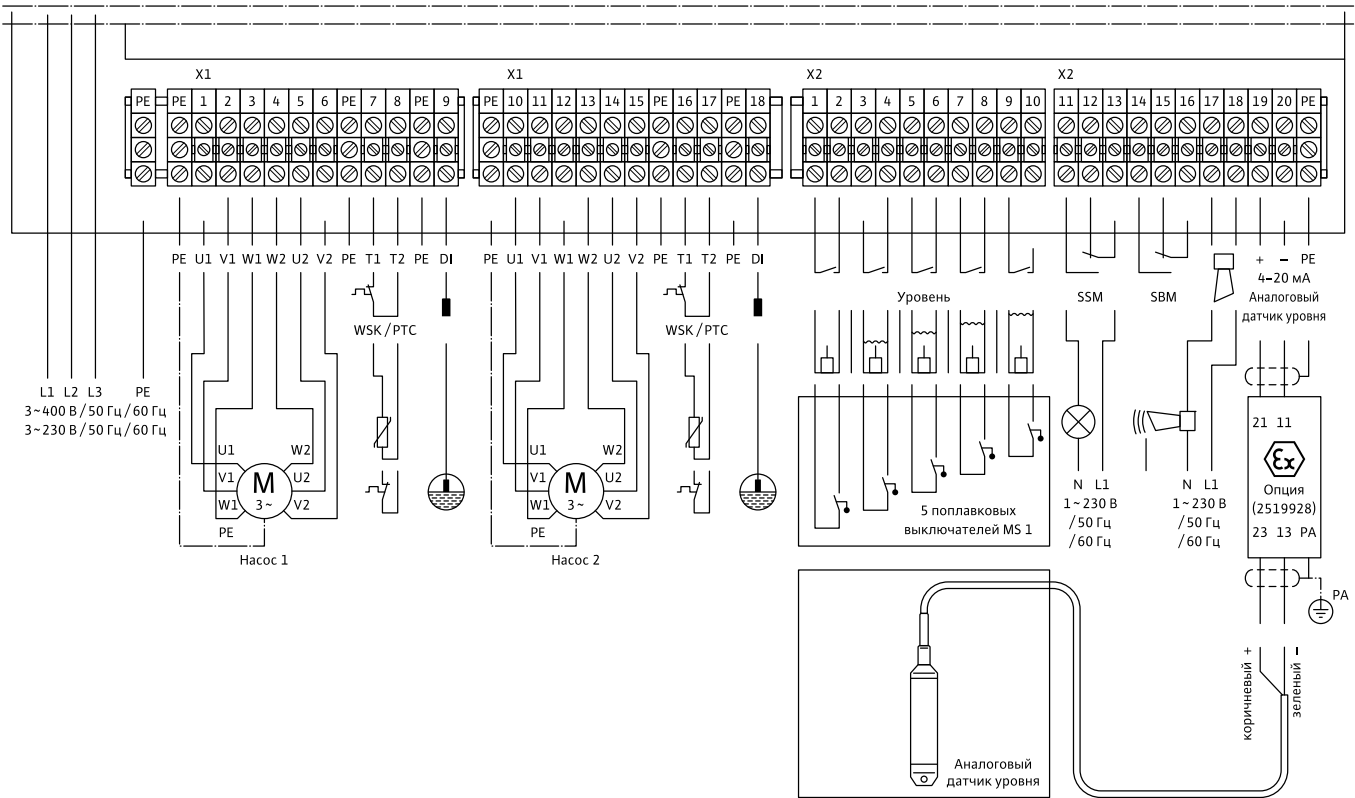 X1 X1 X2 X2
PE PE 1 2 3 4 5 6 PE 7 8 PE 9 PE 10 11 12 13 14 15 PE 16 17 PE 18 1 2 3 4 5 6 7 8 9 10 11 12 13 14 15 16 17 18 19 20 PE
PE U1 V1 W1 W2 U2 V2 PE T1 T2 PE DI
PE U1 V1 W1 W2 U2 V2 PE T1 T2 PE DI
+ – PE
4–20 мА
Аналоговый
датчик уровня
Уровень
SSM
SBM
WSK/PTC
WSK/PTC
L1 L2 L3 PE
3~400 В/50 Гц/60 Гц
3~230 В/50 Гц/60 Гц
U1 W2
V1 U2
W1 V2
M
3~
PE
Насос 1
U1 W2
V1 U2
W1 V2
M
3~
PE
Насос 2
5 поплавковых
выключателей MS 1
N L1
1~230 В
/50 Гц
/60 Гц
N L1
1~230 В
/50 Гц
/60 Гц
21 11
Ex
Опция
(2519928)
23 13 PA
PA
коричневый +
зеленый –
Аналоговый
датчик уровня